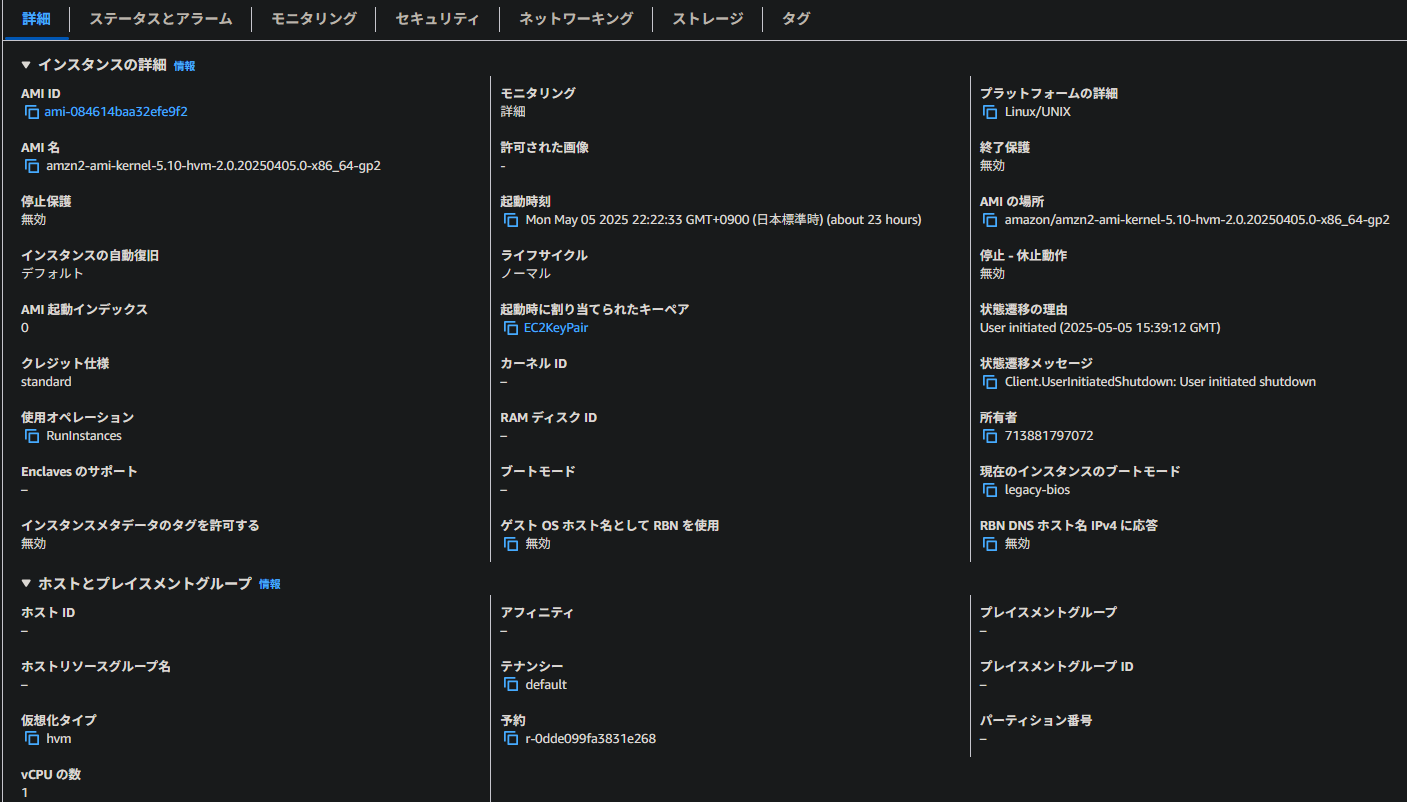 詳細
ステータスとアラーム
モニタリング
セキュリティ
ネットワーキング
ストレージ
タグ
▼ インスタンスの詳細 情報
AMI ID
ami-084614baa32efe9f2
モニタリング
詳細
プラットフォームの詳細
Linux/UNIX
AMI 名
amzn2-ami-kernel-5.10-hvm-2.0.20250405.0-x86_64-gp2
許可された画像
-
終了保護
無効
停止保護
無効
起動時刻
Mon May 05 2025 22:22:33 GMT+0900 (日本標準時) (about 23 hours)
AMI の場所
amazon/amzn2-ami-kernel-5.10-hvm-2.0.20250405.0-x86_64-gp2
インスタンスの自動復旧
デフォルト
ライフサイクル
ノーマル
停止 - 休止動作
無効
AMI 起動インデックス
0
起動時に割り当てられたキーペア
EC2KeyPair
状態遷移の理由
User initiated (2025-05-05 15:39:12 GMT)
クレジット仕様
standard
カーネル ID
–
状態遷移メッセージ
Client.UserInitiatedShutdown: User initiated shutdown
使用オペレーション
RunInstances
RAM ディスク ID
–
所有者
713881797072
Enclaves のサポート
–
ブートモード
–
現在のインスタンスのブートモード
legacy-bios
インスタンスメタデータのタグを許可する
無効
ゲスト OS ホスト名として RBN を使用
無効
RBN DNS ホスト名 IPv4 に応答
無効
▼ ホストとプレイスメントグループ 情報
ホスト ID
–
アフィニティ
–
プレイスメントグループ
–
ホストリソースグループ名
–
テナンシー
default
プレイスメントグループ ID
–
仮想化タイプ
hvm
予約
r-0dde099fa3831e268
パーティション番号
–
vCPU の数
1